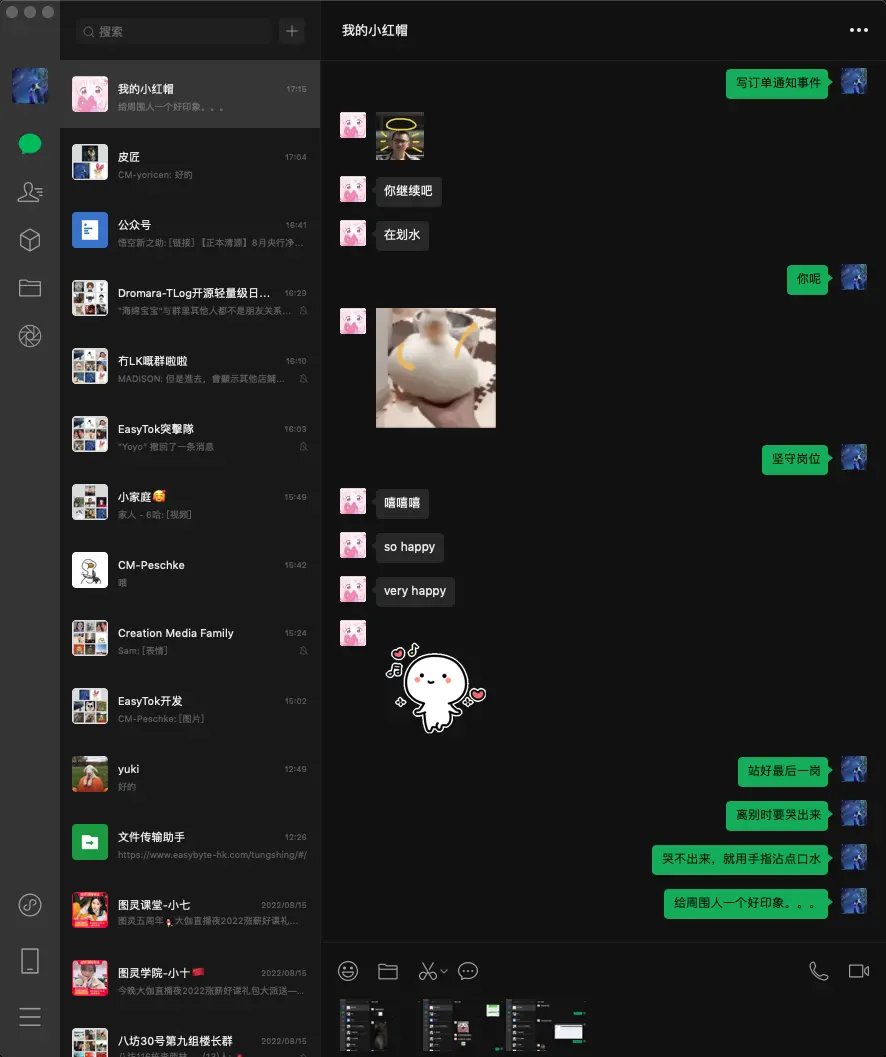 搜索
我的小红帽
17:15
给周围人一个好印象。。。
皮匠
17:04
CM-yoricen: 好的
公众号
16:41
悟空新之助: [链接] 【正本清源】8月央行净...
Dromara-TLog开源轻量级日...
16:29
"海绵宝宝"与群里其他人都不是朋友关系...
冇LK嘅群啦啦
16:10
MADISON: 但是進去，會顯示其他店鋪...
EasyTok突擊隊
16:03
"Yoyo" 撤回了一条消息
小家庭🥰
15:49
家人 - 6哈: [视频]
CM-Peschke
15:42
哦
Creation Media Family
15:24
Sam: [表情]
EasyTok开发
15:02
CM-Peschke: [图片]
yuki
12:49
好的
文件传输助手
12:26
https://www.easybyte-hk.com/tungshing/#/
图灵课堂-小七
2022/08/15
图灵五周年💃🏻大伽直播夜2022涨薪好课礼...
图灵学院-小十
2022/08/15
今晚大伽直播夜2022涨薪好课礼包大派送—...
八坊30号第九组楼长群
2022/08/15
我的小红帽
写订单通知事件
你继续吧
在划水
你呢
坚守岗位
嘻嘻嘻
so happy
very happy
站好最后一岗
离别时要哭出来
哭不出来，就用手指沾点口水
给周围人一个好印象。。。